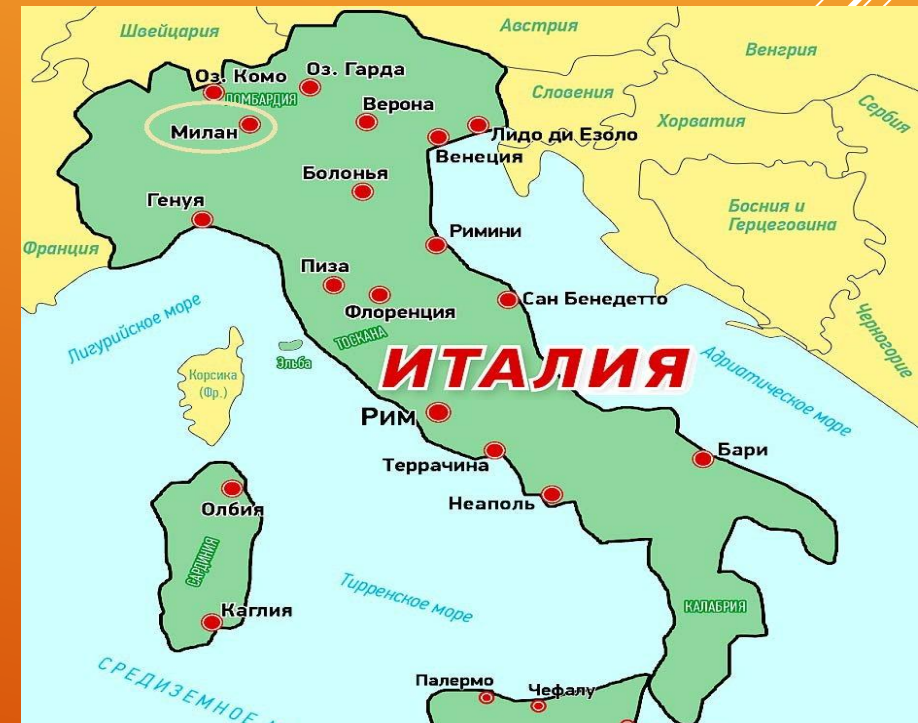 Швейцария
Австрия
Венгрия
Оз. Комо
Оз. Гарда
ЛОМБАРДИЯ
Словения
Сербия
Верона
Хорватия
Милан
Лидо ди Езоло
Венеция
Болонья
Генуя
Босния и
Герцеговина
Римини
Франция
Пиза
Сан Бенедетто
Флоренция
Лигурийское море
ТОСКАНА
Черногорие
Эльба
ИТАЛИЯ
Адриатическое море
Корсика
(Фр.)
Рим
Бари
Террачина
Неаполь
Олбия
САРДИНИЯ
Тирренское море
Каглия
КАЛАБРИЯ
СРЕДИЗЕМНОЕ
Палермо
Чефалу